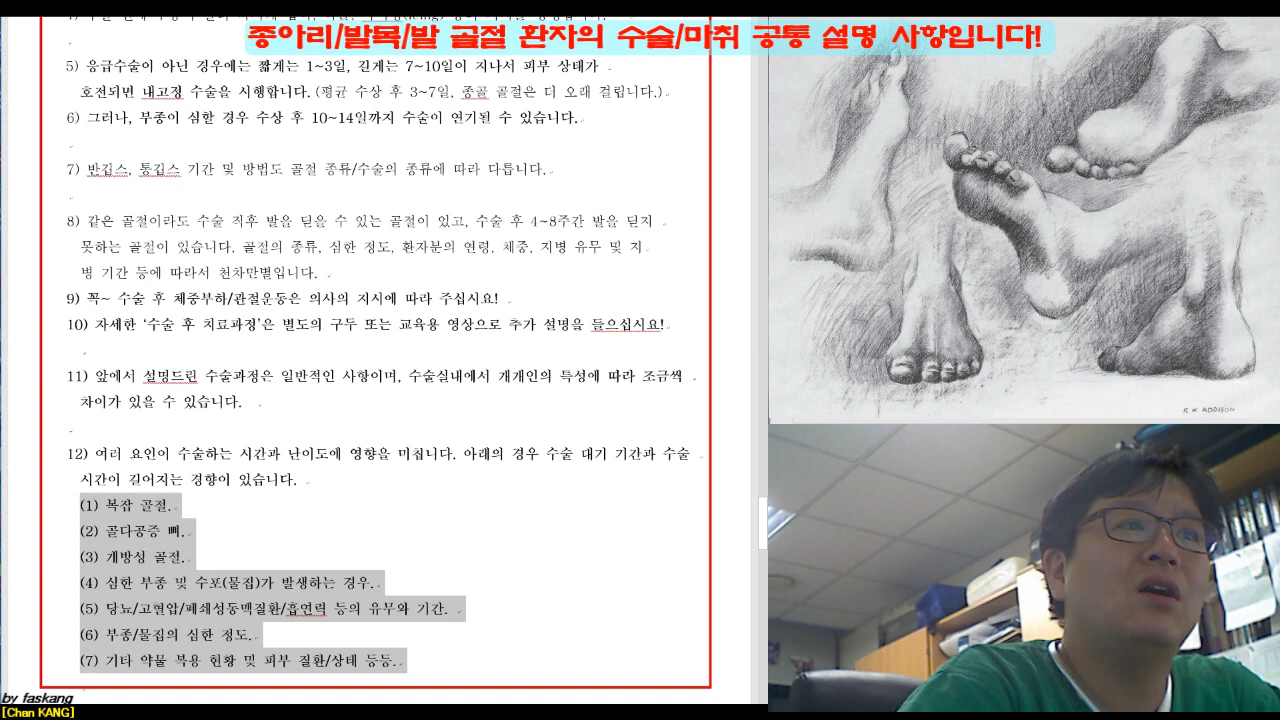 종아리/발목/발 골절 환자의 수술/마취 공통 설명 사항입니다!
5) 응급수술이 아닌 경우에는 짧게는 1~3일, 길게는 7~10일이 지나서 피부 상태가
호전되면 내고정 수술을 시행합니다. (평균 수상 후 3~7일, 종골 골절은 더 오래 걸립니다.)
6) 그러나, 부종이 심할 경우 수상 후 10~14일까지 수술이 연기될 수 있습니다.
7) 반깁스, 통깁스 기간 및 방법도 골절 종류/수술의 종류에 따라 다릅니다.
8) 같은 골절이라도 수술 직후 발을 딛을 수 있는 골절이 있고, 수술 후 4~8주간 발을 딛지
못하는 골절이 있습니다. 골절의 종류, 심한 정도, 환자분의 연령, 체중, 지병 유무 및 지
병 기간 등에 따라서 천차만별입니다.
9) 꼭~ 수술 후 체중부하/관절운동은 의사의 지시에 따라 주십시요!
10) 자세한 '수술 후 치료과정'은 별도의 구두 또는 교육용 영상으로 추가 설명을 들으십시요!
11) 앞에서 설명드린 수술과정은 일반적인 사항이며, 수술실내에서 개개인의 특성에 따라 조금씩
차이가 있을 수 있습니다.
12) 여러 요인이 수술하는 시간과 난이도에 영향을 미칩니다. 아래의 경우 수술 대기 기간과 수술
시간이 길어지는 경향이 있습니다.
(1) 복잡 골절.
(2) 골다공증 뼈.
(3) 개방성 골절.
(4) 심한 부종 및 수포(물집)가 발생하는 경우.
(5) 당뇨/고혈압/폐쇄성동맥질환/흡연력 등의 유무와 기간.
(6) 부종/물집의 심한 정도.
(7) 기타 약물 복용 현황 및 피부 질환/상태 등등.
R W ADDISON
by faskang
[Chan KANG]